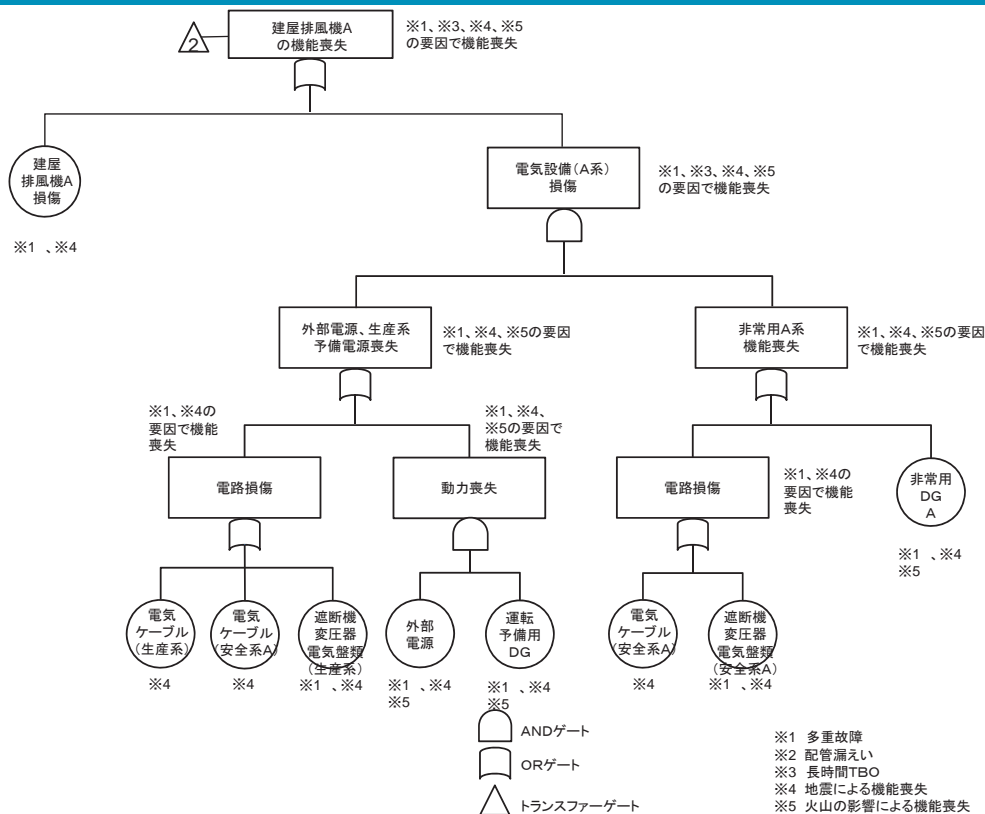 建屋排風機A
の機能喪失
※1、※3、※4、※5
の要因で機能喪失
2
建屋
排風機A
損傷
※1 、※4
電気設備(A系)
損傷
※1、※3、※4、※5
の要因で機能喪失
外部電源、生産系
予備電源喪失
※1、※4、※5の要因
で機能喪失
非常用A系
機能喪失
※1、※4、※5の要因
で機能喪失
※1、※4の
要因で機能
喪失
電路損傷
※1、※4、
※5の要因で
機能喪失
動力喪失
電路損傷
※1、※4の
要因で機能
喪失
非常用
DG
A
※1 、※4
※5
電気
ケーブル
(生産系)
※4
電気
ケーブル
(安全系A)
※4
遮断機
変圧器
電気盤類
(生産系)
※1 、※4
外部
電源
※1 、※4
※5
運転
予備用
DG
※1 、※4
※5
電気
ケーブル
(安全系A)
※4
遮断機
変圧器
電気盤類
(安全系A)
※1 、※4
ANDゲート
ORゲート
トランスファーゲート
※1 多重故障
※2 配管漏えい
※3 長時間TBO
※4 地震による機能喪失
※5 火山の影響による機能喪失